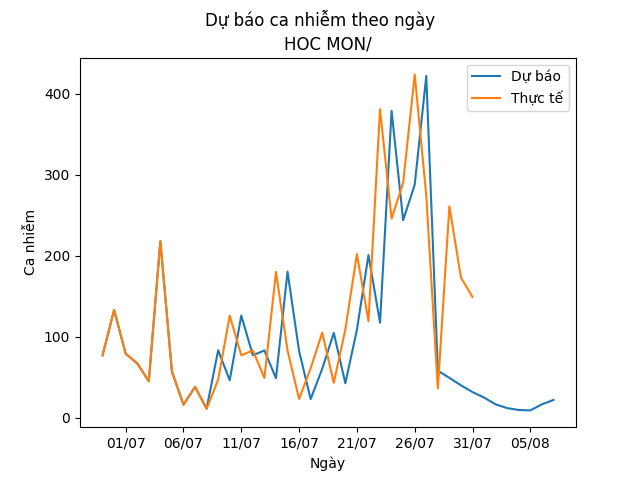 Dự báo ca nhiễm theo ngày
HOC MON/
Dự báo
Thực tế
Ca nhiễm
400
300
200
100
0
01/07 06/07 11/07 16/07 21/07 26/07 31/07 05/08
Ngày